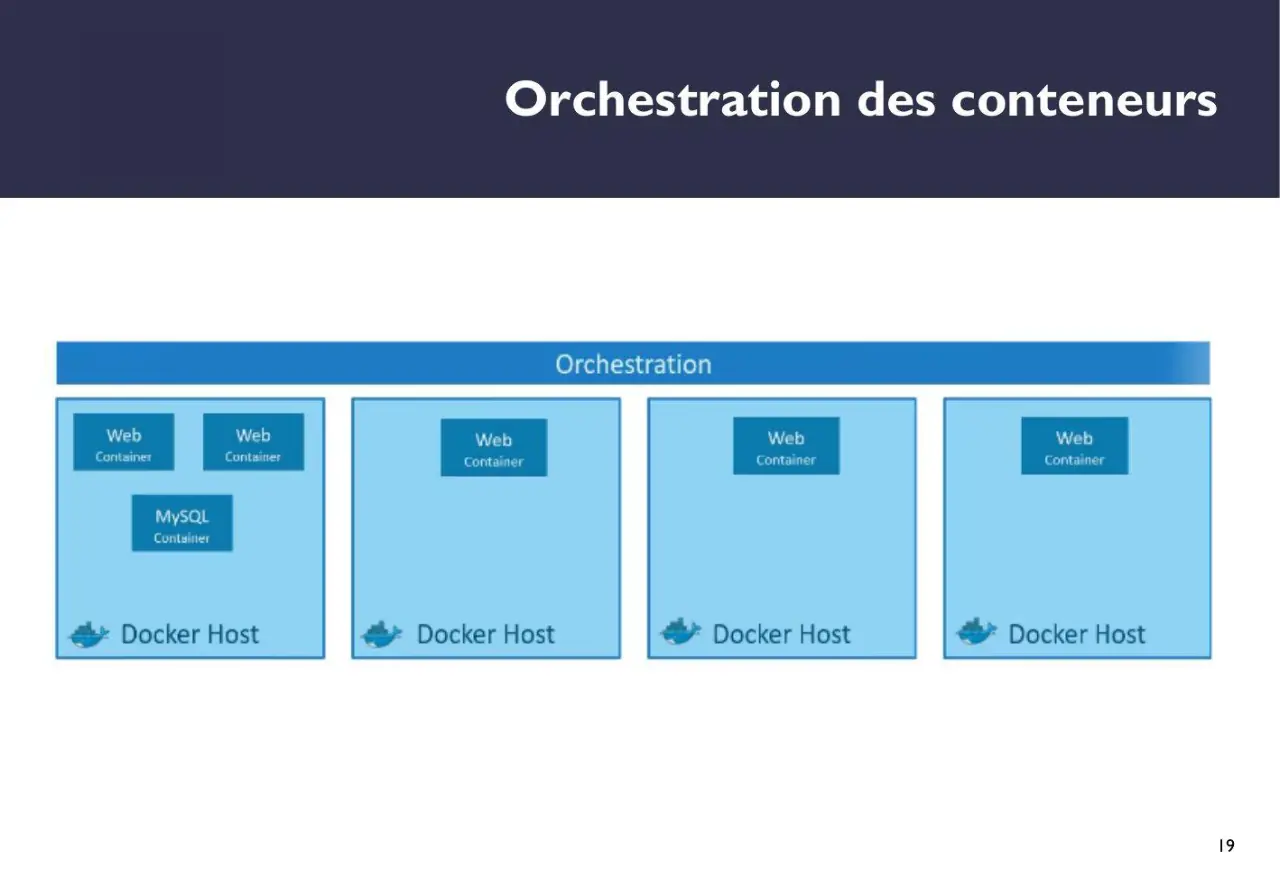 Orchestration des conteneurs
Orchestration
Web
Container
Web
Container
MySQL
Container
Docker Host
Web
Container
Docker Host
Web
Container
Docker Host
Web
Container
Docker Host
19